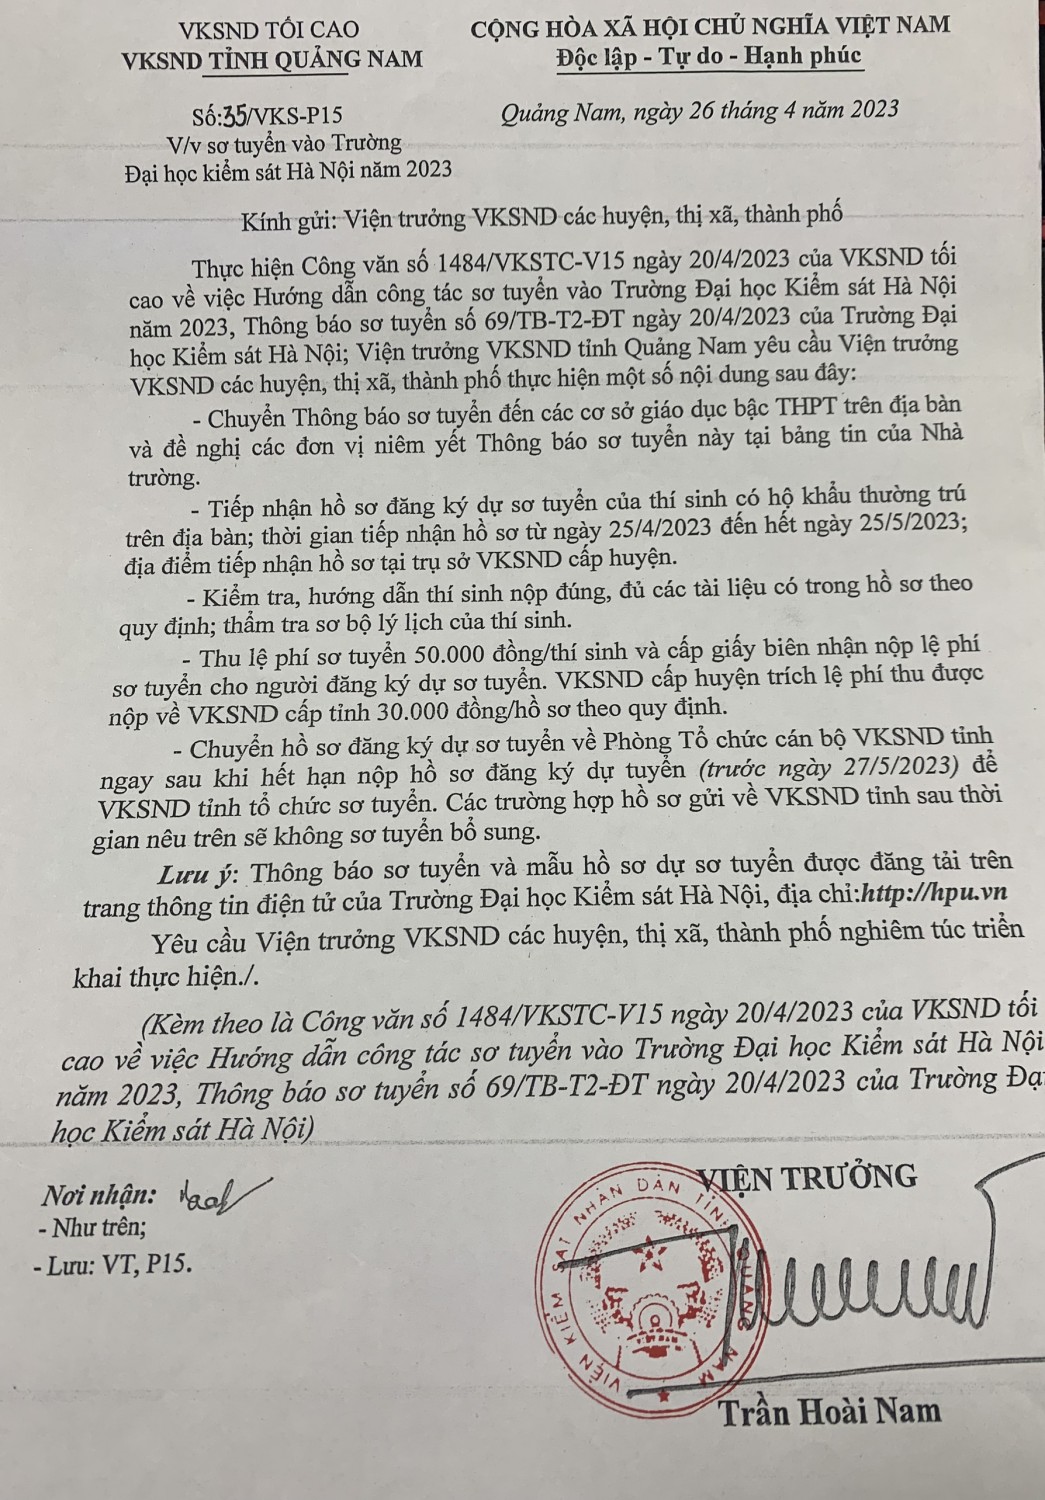 VKSND TỐI CAO
VKSND TỈNH QUẢNG NAM
CỘNG HÒA XÃ HỘI CHỦ NGHĨA VIỆT NAM
Độc lập - Tự do - Hạnh phúc
Số:35/VKS-P15
V/v sơ tuyển vào Trường
Đại học kiểm sát Hà Nội năm 2023
Quảng Nam, ngày 26 tháng 4 năm 2023
Kính gửi: Viện trưởng VKSND các huyện, thị xã, thành phố
Thực hiện Công văn số 1484/VKSTC-V15 ngày 20/4/2023 của VKSND tối
cao về việc Hướng dẫn công tác sơ tuyển vào Trường Đại học Kiểm sát Hà Nội
năm 2023, Thông báo sơ tuyển số 69/TB-T2-ĐT ngày 20/4/2023 của Trường Đại
học Kiểm sát Hà Nội; Viện trưởng VKSND tỉnh Quảng Nam yêu cầu Viện trưởng
VKSND các huyện, thị xã, thành phố thực hiện một số nội dung sau đây:
- Chuyển Thông báo sơ tuyển đến các cơ sở giáo dục bậc THPT trên địa bàn
và đề nghị các đơn vị niêm yết Thông báo sơ tuyển này tại bảng tin của Nhà
trường.
- Tiếp nhận hồ sơ đăng ký dự sơ tuyển của thí sinh có hộ khẩu thường trú
trên địa bàn; thời gian tiếp nhận hồ sơ từ ngày 25/4/2023 đến hết ngày 25/5/2023;
địa điểm tiếp nhận hồ sơ tại trụ sở VKSND cấp huyện.
- Kiểm tra, hướng dẫn thí sinh nộp đúng, đủ các tài liệu có trong hồ sơ theo
quy định; thẩm tra sơ bộ lý lịch của thí sinh.
- Thu lệ phí sơ tuyển 50.000 đồng/thí sinh và cấp giấy biên nhận nộp lệ phí
sơ tuyển cho người đăng ký dự sơ tuyển. VKSND cấp huyện trích lệ phí thu được
nộp về VKSND cấp tỉnh 30.000 đồng/hồ sơ theo quy định.
- Chuyển hồ sơ đăng ký dự sơ tuyển về Phòng Tổ chức cán bộ VKSND tỉnh
ngay sau khi hết hạn nộp hồ sơ đăng ký dự tuyển (trước ngày 27/5/2023) để
VKSND tỉnh tổ chức sơ tuyển. Các trường hợp hồ sơ gửi về VKSND tỉnh sau thời
gian nêu trên sẽ không sơ tuyển bổ sung.
Lưu ý: Thông báo sơ tuyển và mẫu hồ sơ dự sơ tuyển được đăng tải trên
trang thông tin điện tử của Trường Đại học Kiểm sát Hà Nội, địa chỉ:http://hpu.vn
Yêu cầu Viện trưởng VKSND các huyện, thị xã, thành phố nghiêm túc triển
khai thực hiện./.
(Kèm theo là Công văn số 1484/VKSTC-V15 ngày 20/4/2023 của VKSND tối
cao về việc Hướng dẫn công tác sơ tuyển vào Trường Đại học Kiểm sát Hà Nội
năm 2023, Thông báo sơ tuyển số 69/TB-T2-ĐT ngày 20/4/2023 của Trường Đại
học Kiểm sát Hà Nội)
Nơi nhận:
- Như trên;
- Lưu: VT, P15.
VIỆN TRƯỞNG
VIỆN KIỂM SÁT NHÂN DÂN TỈNH QUẢNG NAM
VIỆT NAM
Trần Hoài Nam